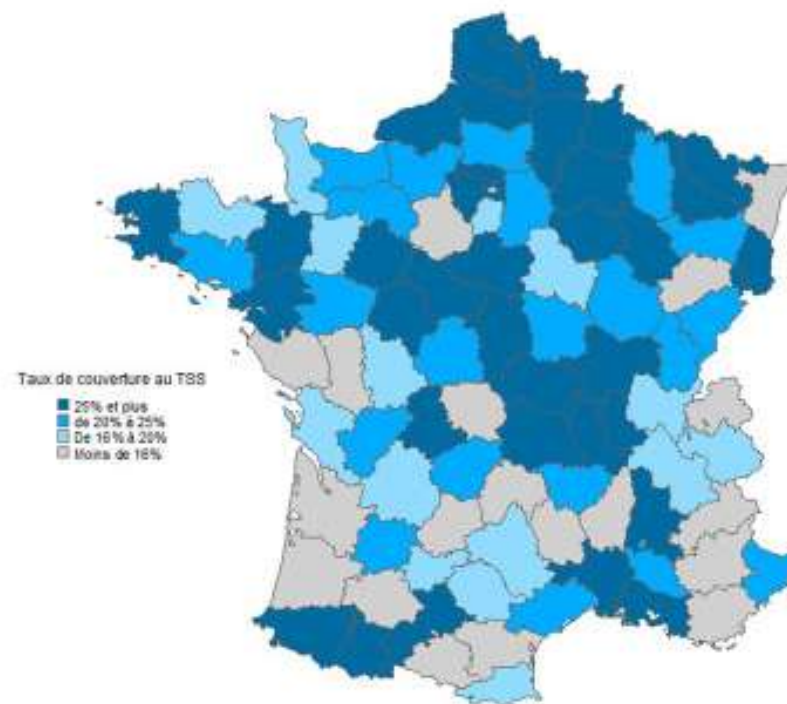 Taux de couverture au TSS
25% et plus
de 20% à 25%
De 16% à 20%
Moins de 16%